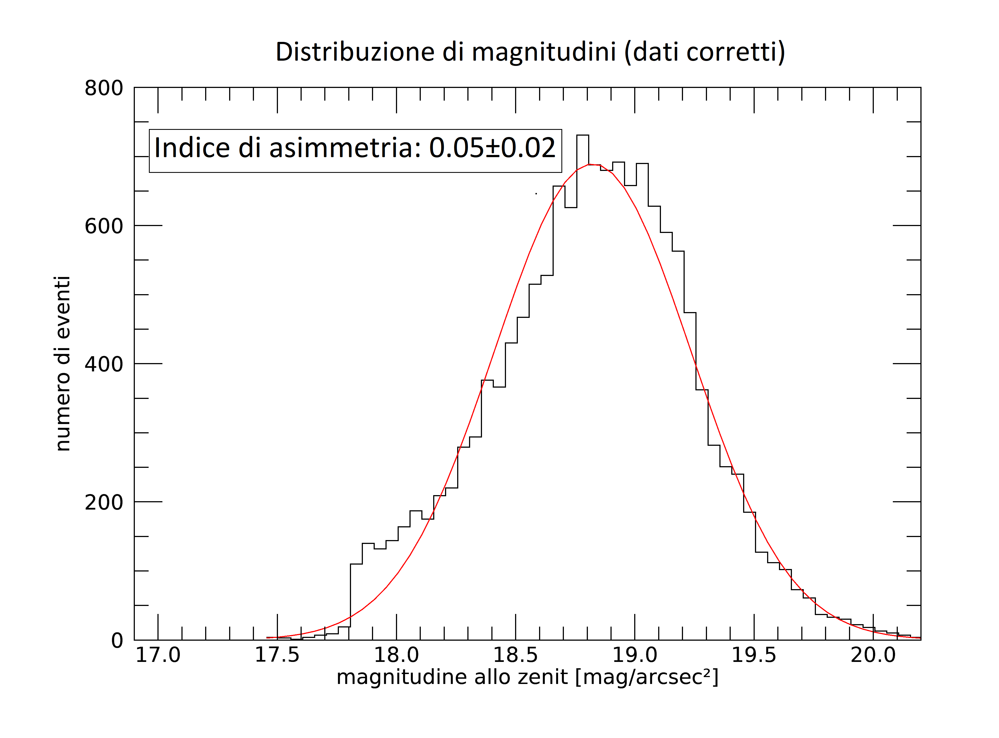 Distribuzione di magnitudini (dati corretti)
800
Indice di asimmetria: 0.05±0.02
600
numero di eventi
400
200
0
17.0 17.5 18.0 18.5 19.0 19.5 20.0
magnitudine allo zenit [mag/arcsec²]